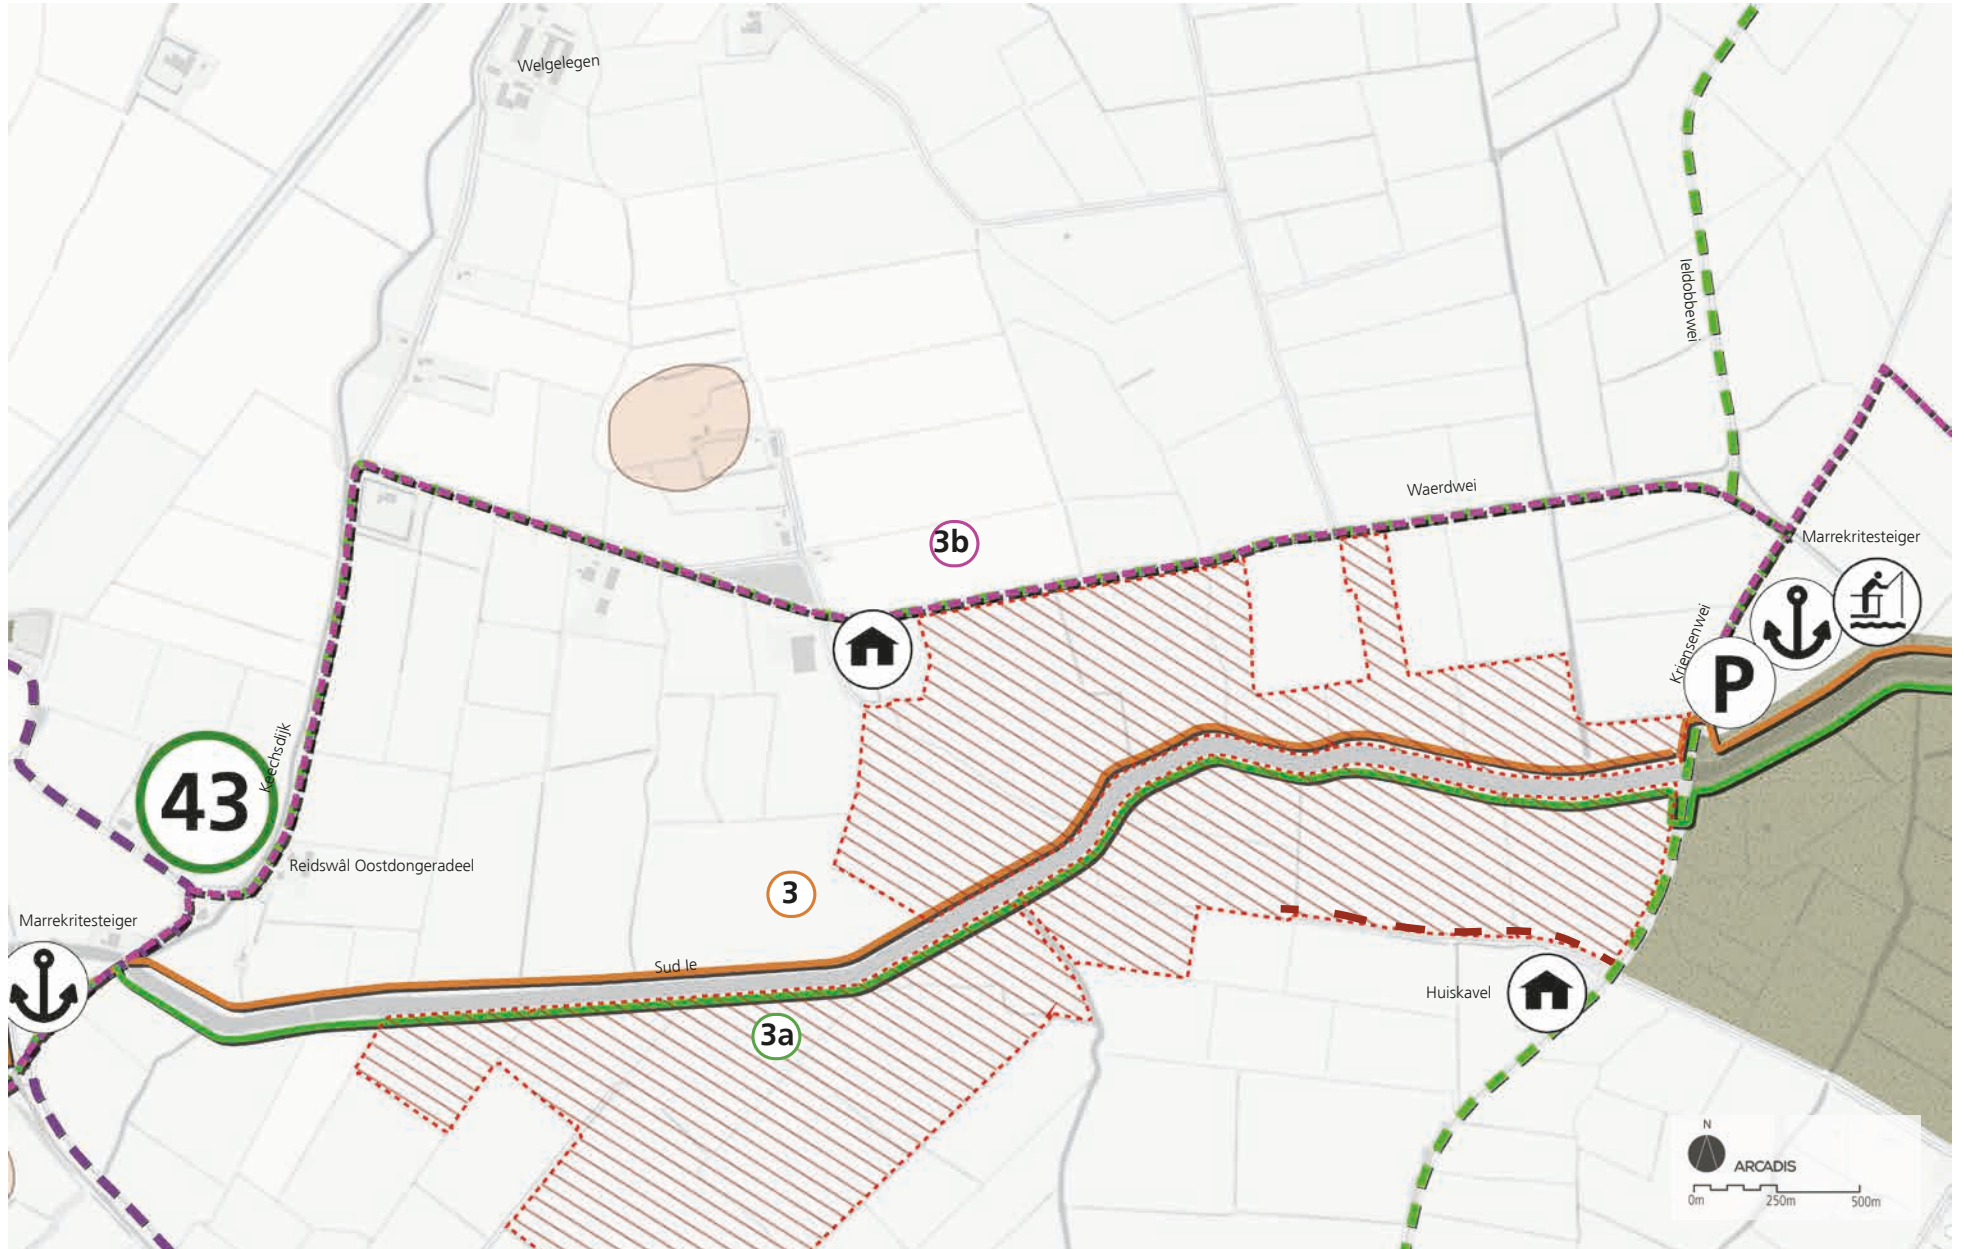 Welgelegen
Ieldobbewei
Waerdwei
3b
Marrekritesteiger
Kriensenwei
P
Keechsdijk
43
Reidswâl Oostdongeradeel
3
Marrekritesteiger
Sud Ie
Huiskavel
3a
N
ARCADIS
0m 250m 500m